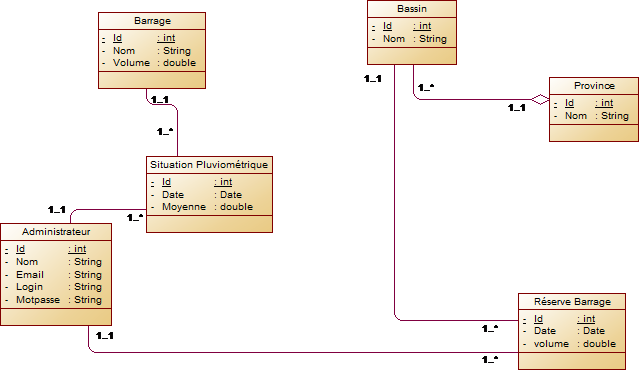 Barrage
- Id : int
- Nom : String
- Volume : double
1..1
1..*
Bassin
- Id : int
- Nom : String
1..1
1..*
1..1
Province
- Id : int
- Nom : String
Situation Pluviométrique
- Id : int
- Date : Date
- Moyenne : double
1..1
1..*
Administrateur
- Id : int
- Nom : String
- Email : String
- Login : String
- Motpasse : String
1..1
1..*
Réserve Barrage
- Id : int
- Date : Date
- volume : double
1..*